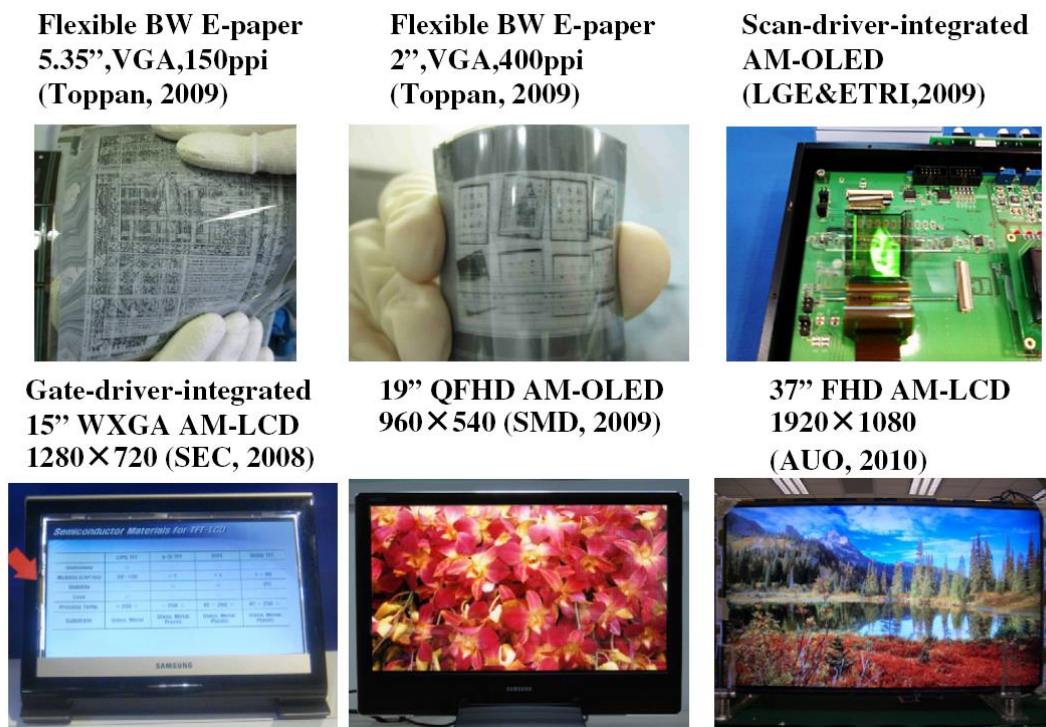 Flexible BW E-paper
5.35”,VGA,150ppi
(Toppan, 2009)
Flexible BW E-paper
2”,VGA,400ppi
(Toppan, 2009)
Scan-driver-integrated
AM-OLED
(LGE&ETRI,2009)
Gate-driver-integrated
15” WXGA AM-LCD
1280×720 (SEC, 2008)
19” QFHD AM-OLED
960×540 (SMD, 2009)
37” FHD AM-LCD
1920×1080
(AUO, 2010)
Semiconductor Materials for TFT-LCD
Process Temp.
Substrate
SAMSUNG
SAMSUNG